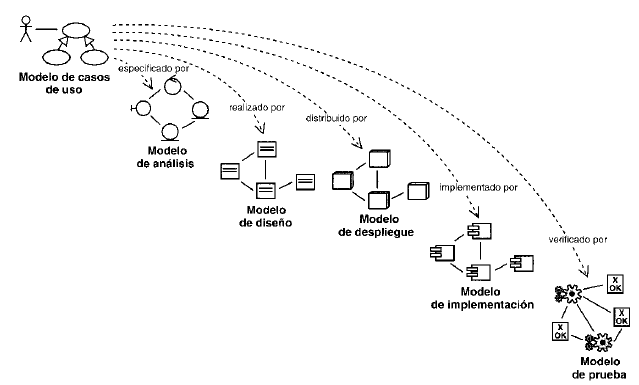 Modelo de casos
de uso
especificado por
Modelo
de análisis
realizado por
Modelo
de diseño
distribuido por
Modelo
de despliegue
implementado por
Modelo
de implementación
verificado por
X
OK
X
OK
X
OK
Modelo
de prueba